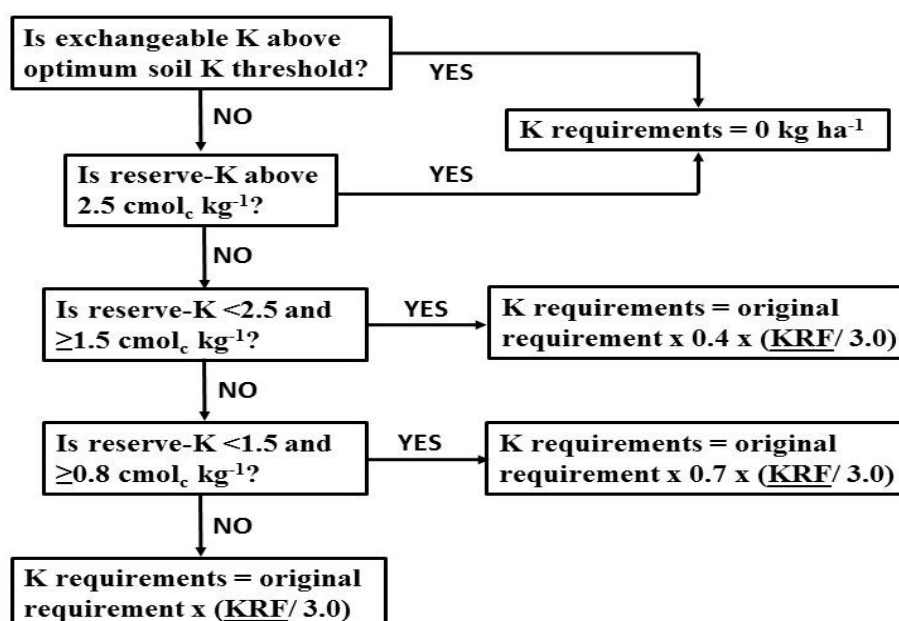 Is exchangeable K above
optimum soil K threshold?
YES
NO
K requirements = 0 kg ha⁻¹
Is reserve-K above
2.5 cmol꜀ kg⁻¹?
YES
NO
Is reserve-K <2.5 and
≥1.5 cmol꜀ kg⁻¹?
YES
K requirements = original
requirement x 0.4 x (KRF/ 3.0)
NO
Is reserve-K <1.5 and
≥0.8 cmol꜀ kg⁻¹?
YES
K requirements = original
requirement x 0.7 x (KRF/ 3.0)
NO
K requirements = original
requirement x (KRF/ 3.0)